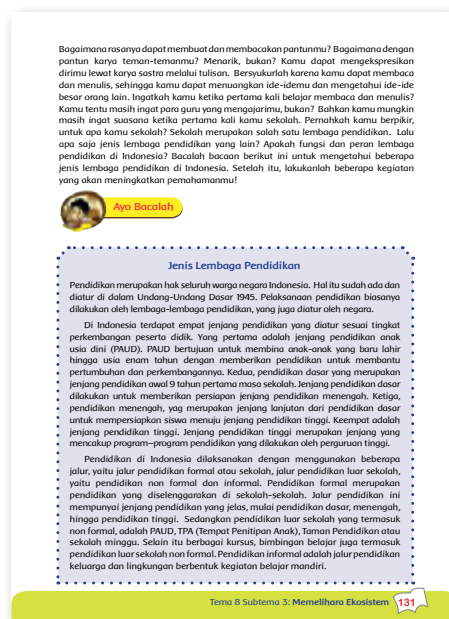 Bagaimana rasanya dapat membuat dan membacakan pantunmu? Bagaimana dengan
pantun karya teman-temanmu? Menarik, bukan? Kamu dapat mengekspresikan
dirimu lewat karya sastra melalui tulisan. Bersyukurlah karena kamu dapat membaca
dan menulis, sehingga kamu dapat menuangkan ide-idemu dan mengetahui ide-ide
besar orang lain. Ingatkah kamu ketika pertama kali belajar membaca dan menulis?
Kamu tentu masih ingat para guru yang mengajarimu, bukan? Bahkan kamu mungkin
masih ingat suasana ketika pertama kali kamu sekolah. Pernahkah kamu berpikir,
untuk apa kamu sekolah? Sekolah merupakan salah satu lembaga pendidikan. Lalu
apa saja jenis lembaga pendidikan yang lain? Apakah fungsi dan peran lembaga
pendidikan di Indonesia? Bacalah bacaan berikut ini untuk mengetahui beberapa
jenis lembaga pendidikan di Indonesia. Setelah itu, lakukanlah beberapa kegiatan
yang akan meningkatkan pemahamanmu!
Ayo Bacalah
Jenis Lembaga Pendidikan
Pendidikan merupakan hak seluruh warga negara Indonesia. Hal itu sudah ada dan
diatur di dalam Undang-Undang Dasar 1945. Pelaksanaan pendidikan biasanya
dilakukan oleh lembaga-lembaga pendidikan, yang juga diatur oleh negara.
Di Indonesia terdapat empat jenjang pendidikan yang diatur sesuai tingkat
perkembangan peserta didik. Yang pertama adalah jenjang pendidikan anak
usia dini (PAUD). PAUD bertujuan untuk membina anak-anak yang baru lahir
hingga usia enam tahun dengan memberikan pendidikan untuk membantu
pertumbuhan dan perkembangannya. Kedua, pendidikan dasar yang merupakan
jenjang pendidikan awal 9 tahun pertama masa sekolah. Jenjang pendidikan dasar
dilakukan untuk memberikan persiapan jenjang pendidikan menengah. Ketiga,
pendidikan menengah, yag merupakan jenjang lanjutan dari pendidikan dasar
untuk mempersiapkan siswa menuju jenjang pendidikan tinggi. Keempat adalah
jenjang pendidikan tinggi. Jenjang pendidikan tinggi merupakan jenjang yang
mencakup program–program pendidikan yang dilakukan oleh perguruan tinggi.
Pendidikan di Indonesia dilaksanakan dengan menggunakan beberapa
jalur, yaitu jalur pendidikan formal atau sekolah, jalur pendidikan luar sekolah,
yaitu pendidikan non formal dan informal. Pendidikan formal merupakan
pendidikan yang diselenggarakan di sekolah-sekolah. Jalur pendidikan ini
mempunyai jenjang pendidikan yang jelas, mulai pendidikan dasar, menengah,
hingga pendidikan tinggi. Sedangkan pendidikan luar sekolah yang termasuk
non formal, adalah PAUD, TPA (Tempat Penitipan Anak), Taman Pendidikan atau
sekolah minggu. Selain itu berbagai kursus, bimbingan belajar juga termasuk
pendidikan luar sekolah non formal. Pendidikan informal adalah jalur pendidikan
keluarga dan lingkungan berbentuk kegiatan belajar mandiri.
Tema 8 Subtema 3: Memelihara Ekosistem 131